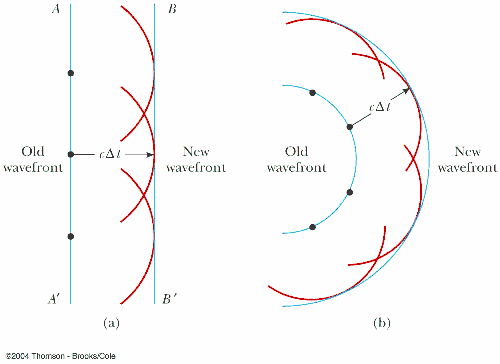 A
B
Old
wavefront
cΔt
New
wavefront
A′
B′
(a)
cΔt
Old
wavefront
New
wavefront
(b)
©2004 Thomson - Brooks/Cole